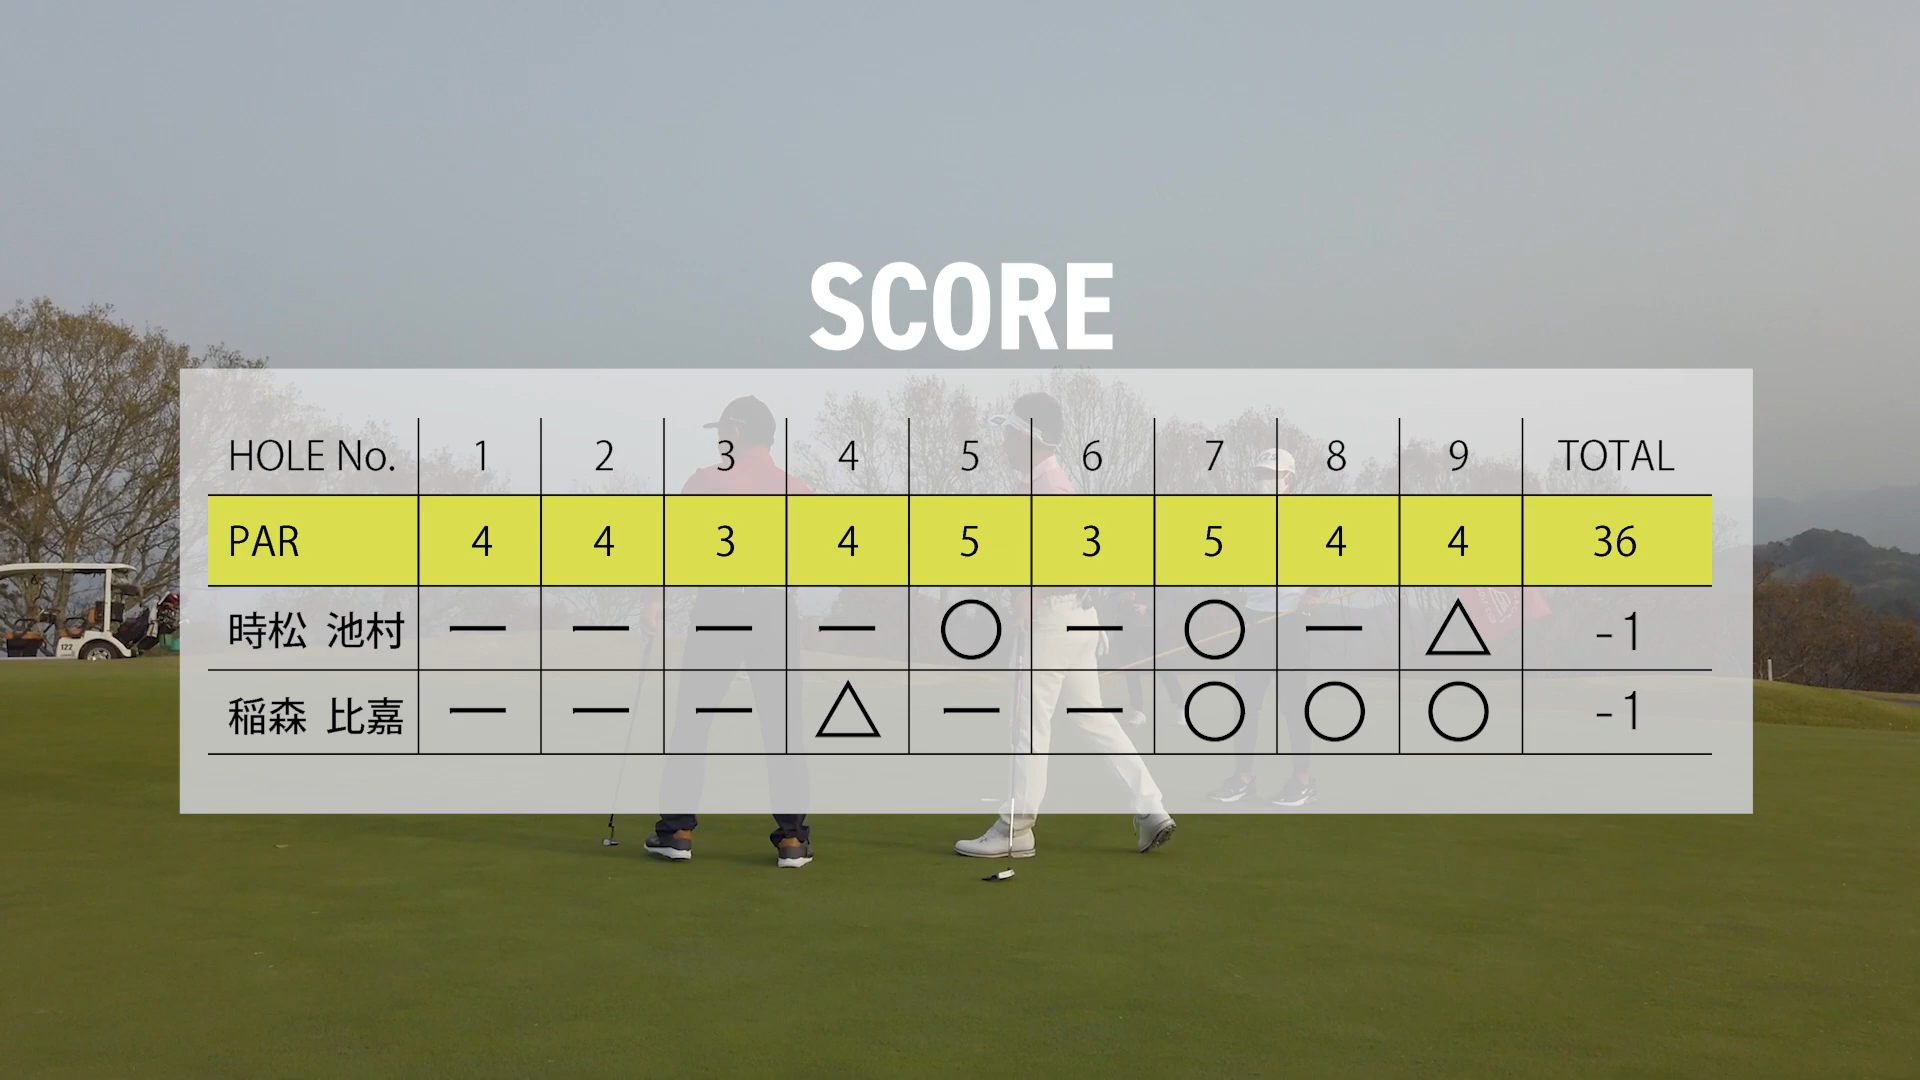 SCORE
HOLE No. 1 2 3 4 5 6 7 8 9 TOTAL
PAR 4 4 3 4 5 3 5 4 4 36
時松 池村 — — — — ○ — ○ — △ -1
稲森 比嘉 — — — △ — — ○ ○ ○ -1
122